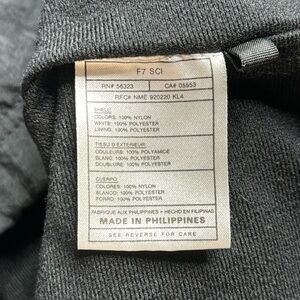 F7 SCI
RN# 56323 CA# 05553
RFC# NME 920220 KL4
SHELL:
COLORS: 100% NYLON
WHITE: 100% POLYESTER
LINING: 100% POLYESTER
TISSU D'EXTERIEUR:
COULEURS: 100% POLYAMIDE
BLANC: 100% POLYESTER
DOUBLURE: 100% POLYESTER
CUERPO:
COLORES: 100% NYLON
BLANCO: 100% POLYESTER
FORRO: 100% POLYESTER
FABRIQUE AUX PHILIPPINES • HECHO EN FILIPINAS
MADE IN PHILIPPINES
SEE REVERSE FOR CARE